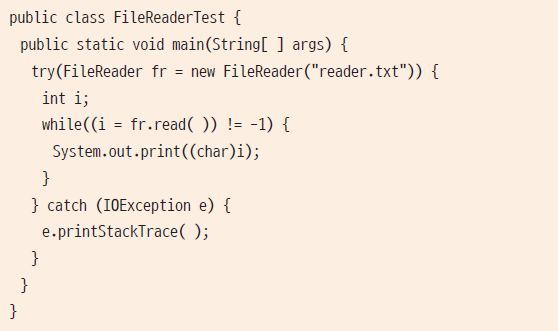 public class FileReaderTest {
public static void main(String[ ] args) {
try(FileReader fr = new FileReader("reader.txt")) {
int i;
while((i = fr.read( )) != -1) {
System.out.print((char)i);
}
} catch (IOException e) {
e.printStackTrace( );
}
}
}